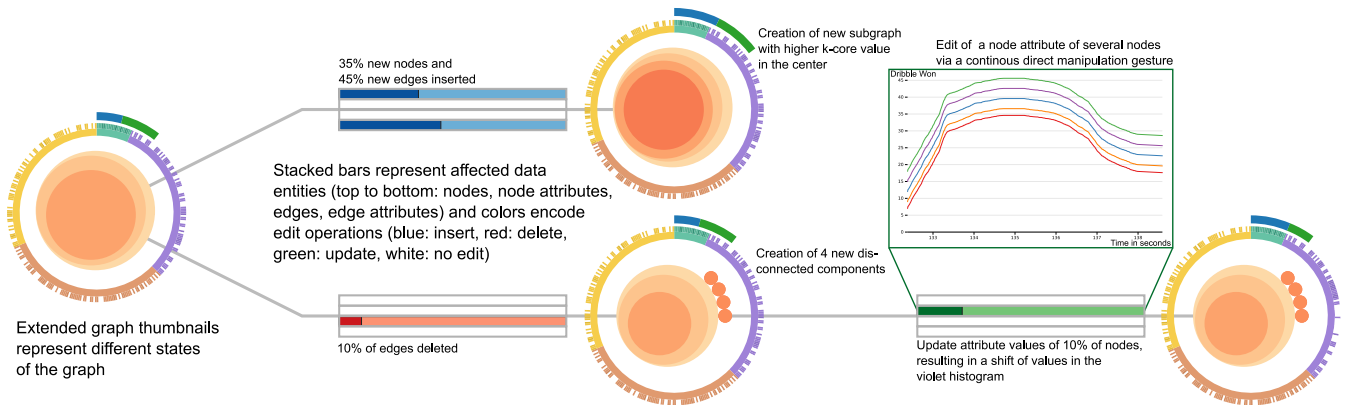 Extended graph thumbnails
represent different states
of the graph
35% new nodes and
45% new edges inserted
Stacked bars represent affected data
entities (top to bottom: nodes, node attributes,
edges, edge attributes) and colors encode
edit operations (blue: insert, red: delete,
green: update, white: no edit)
10% of edges deleted
Creation of new subgraph
with higher k-core value
in the center
Creation of 4 new dis-
connected components
Edit of a node attribute of several nodes
via a continous direct manipulation gesture
Dribble Won
45
40
35
30
25
20
15
10
5
0
133
134
135
136
137
138
Time in seconds
Update attribute values of 10% of nodes,
resulting in a shift of values in the
violet histogram